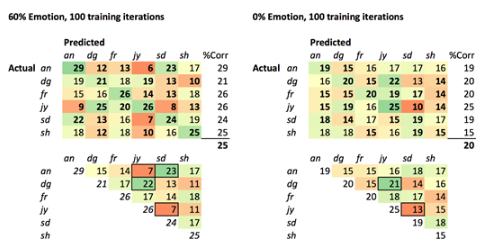 60% Emotion, 100 training iterations
0% Emotion, 100 training iterations
Predicted
an dg fr jy sd sh %Corr
Actual an 29 12 13 6 23 17 29
dg 19 21 18 19 13 10 21
fr 15 16 26 14 13 18 26
jy 9 25 20 26 8 13 26
sd 22 13 16 7 24 19 24
sh 18 12 18 10 16 25 25
25
an dg fr jy sd sh
an 29 15 14 7 23 17
dg 21 17 22 13 11
fr 26 17 14 18
jy 26 7 11
sd 24 17
sh 25
Predicted
an dg fr jy sd sh %Corr
Actual an 19 15 16 17 17 16 19
dg 16 20 15 22 13 14 20
fr 15 15 20 19 17 14 20
jy 15 19 16 25 10 14 25
sd 18 14 17 15 19 17 19
sh 18 18 15 16 19 15 15
20
an dg fr jy sd sh
an 19 15 15 16 18 17
dg 20 15 21 14 16
fr 20 18 17 14
jy 25 13 15
sd 19 18
sh 15